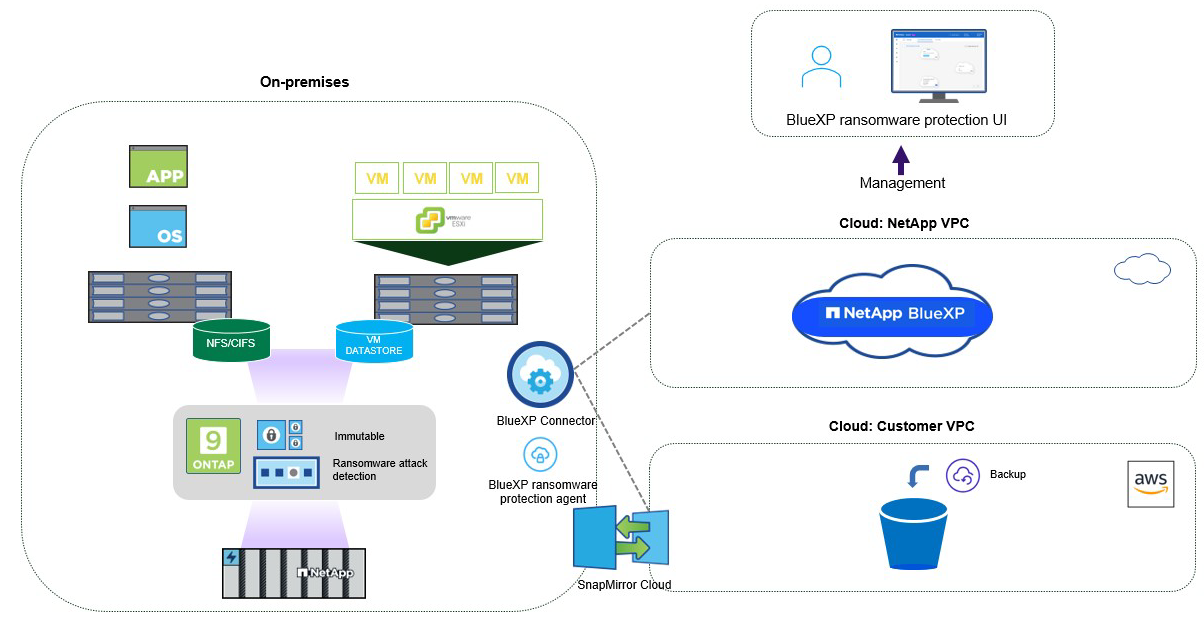 On-premises
APP
OS
VM VM VM VM
vmware
ESXi
NFS/CIFS
VM
DATASTORE
9
ONTAP
Immutable
Ransomware attack
detection
NetApp
BlueXP Connector
BlueXP ransomware
protection agent
SnapMirror Cloud
BlueXP ransomware protection UI
Management
Cloud: NetApp VPC
NetApp BlueXP
Cloud: Customer VPC
Backup
aws